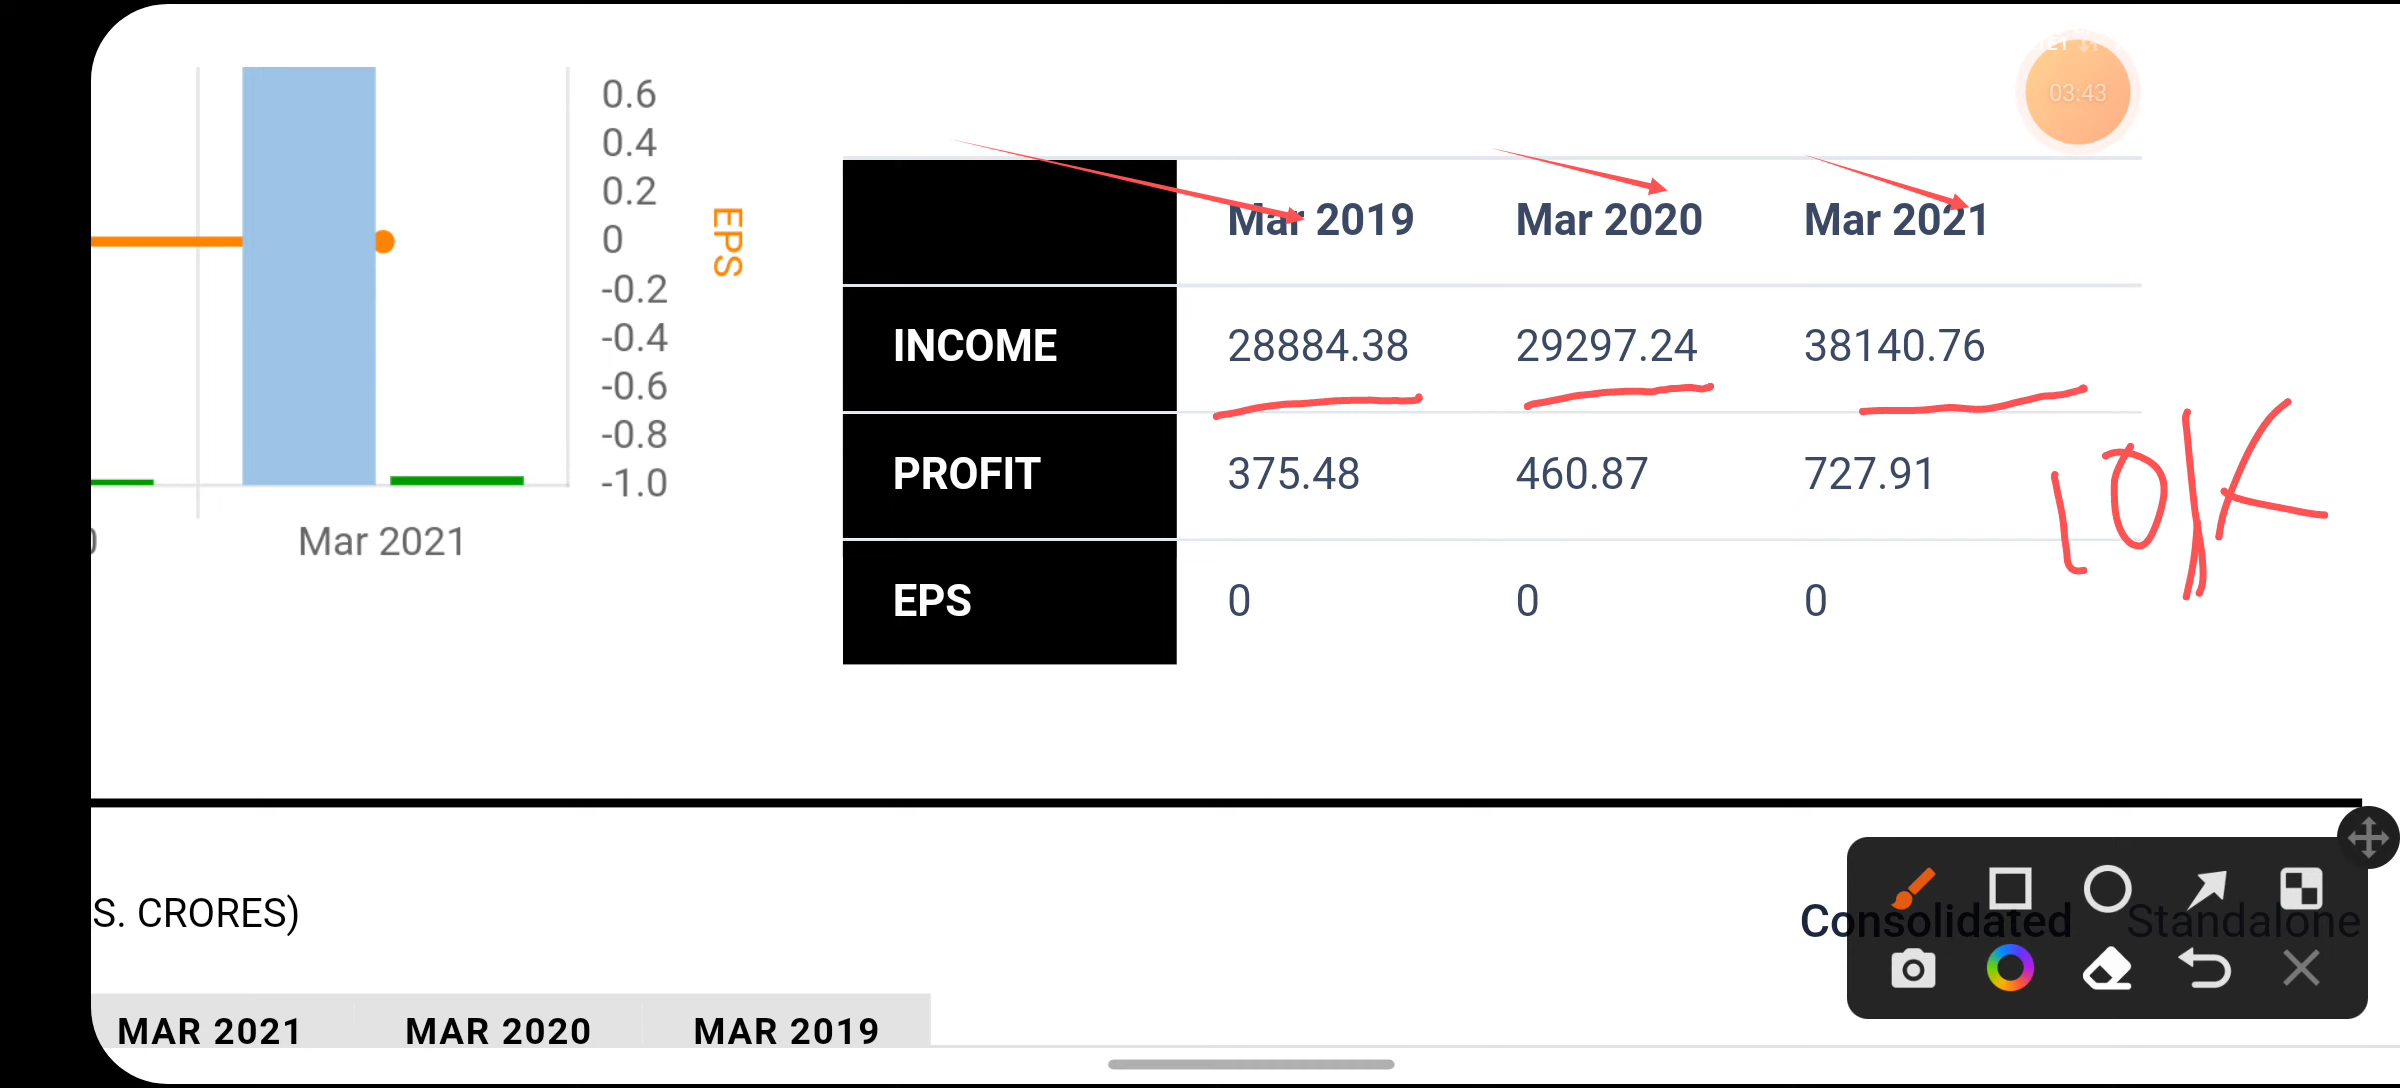 03:43
0.6
0.4
0.2
0
-0.2
-0.4
-0.6
-0.8
-1.0
EPS
Mar 2021
Mar 2019 Mar 2020 Mar 2021
INCOME 28884.38 29297.24 38140.76
PROFIT 375.48 460.87 727.91
EPS 0 0 0
10K
S. CRORES)
Consolidated Standalone
MAR 2021 MAR 2020 MAR 2019